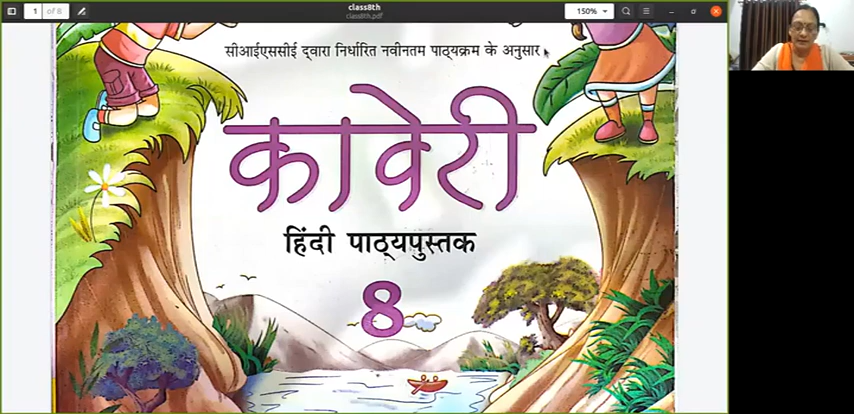 class8th
class8th.pdf
1 of 8
150%
सीआईएससीई द्वारा निर्धारित नवीनतम पाठ्यक्रम के अनुसार
कावेरी
हिंदी पाठ्यपुस्तक
8